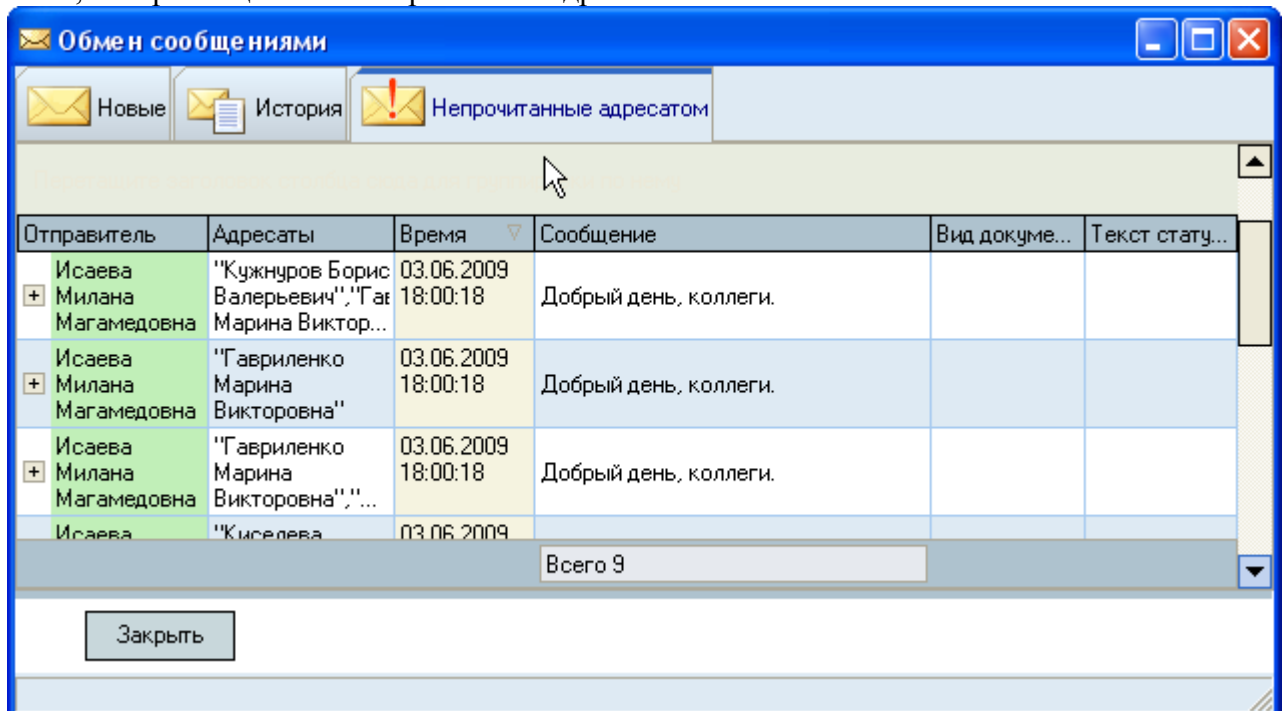 Обмен сообщениями
Новые
История
Непрочитанные адресатом
Отправитель Адресаты Время Сообщение Вид докуме... Текст стату...
Исаева "Кужнуров Борис 03.06.2009
Милана Валерьевич","Гав 18:00:18 Добрый день, коллеги.
Магамедовна Марина Виктор...
Исаева "Гавриленко 03.06.2009
Милана Марина 18:00:18 Добрый день, коллеги.
Магамедовна Викторовна"
Исаева "Гавриленко 03.06.2009
Милана Марина 18:00:18 Добрый день, коллеги.
Магамедовна Викторовна","...
Исаева "Киселева 03.06.2009
Всего 9
Закрыть